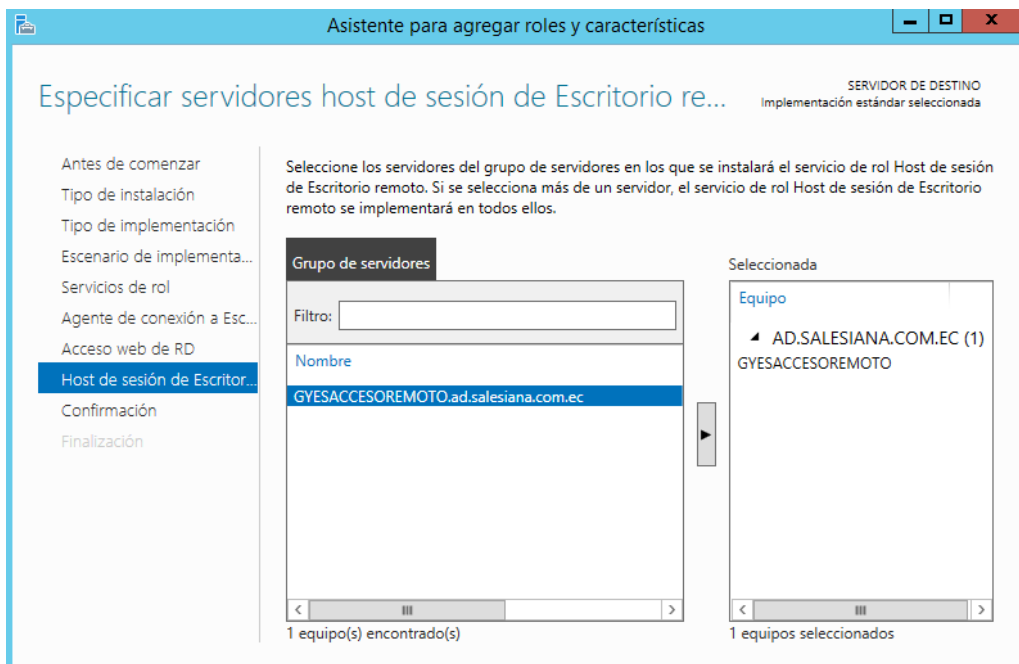 Asistente para agregar roles y características
Especificar servidores host de sesión de Escritorio re...
SERVIDOR DE DESTINO
Implementación estándar seleccionada
Antes de comenzar
Tipo de instalación
Tipo de implementación
Escenario de implementa...
Servicios de rol
Agente de conexión a Esc...
Acceso web de RD
Host de sesión de Escritor...
Confirmación
Finalización
Seleccione los servidores del grupo de servidores en los que se instalará el servicio de rol Host de sesión
de Escritorio remoto. Si se selecciona más de un servidor, el servicio de rol Host de sesión de Escritorio
remoto se implementará en todos ellos.
Grupo de servidores
Filtro:
Nombre
GYESACCESOREMOTO.ad.salesiana.com.ec
1 equipo(s) encontrado(s)
Seleccionada
Equipo
AD.SALESIANA.COM.EC (1)
GYESACCESOREMOTO
1 equipos seleccionados